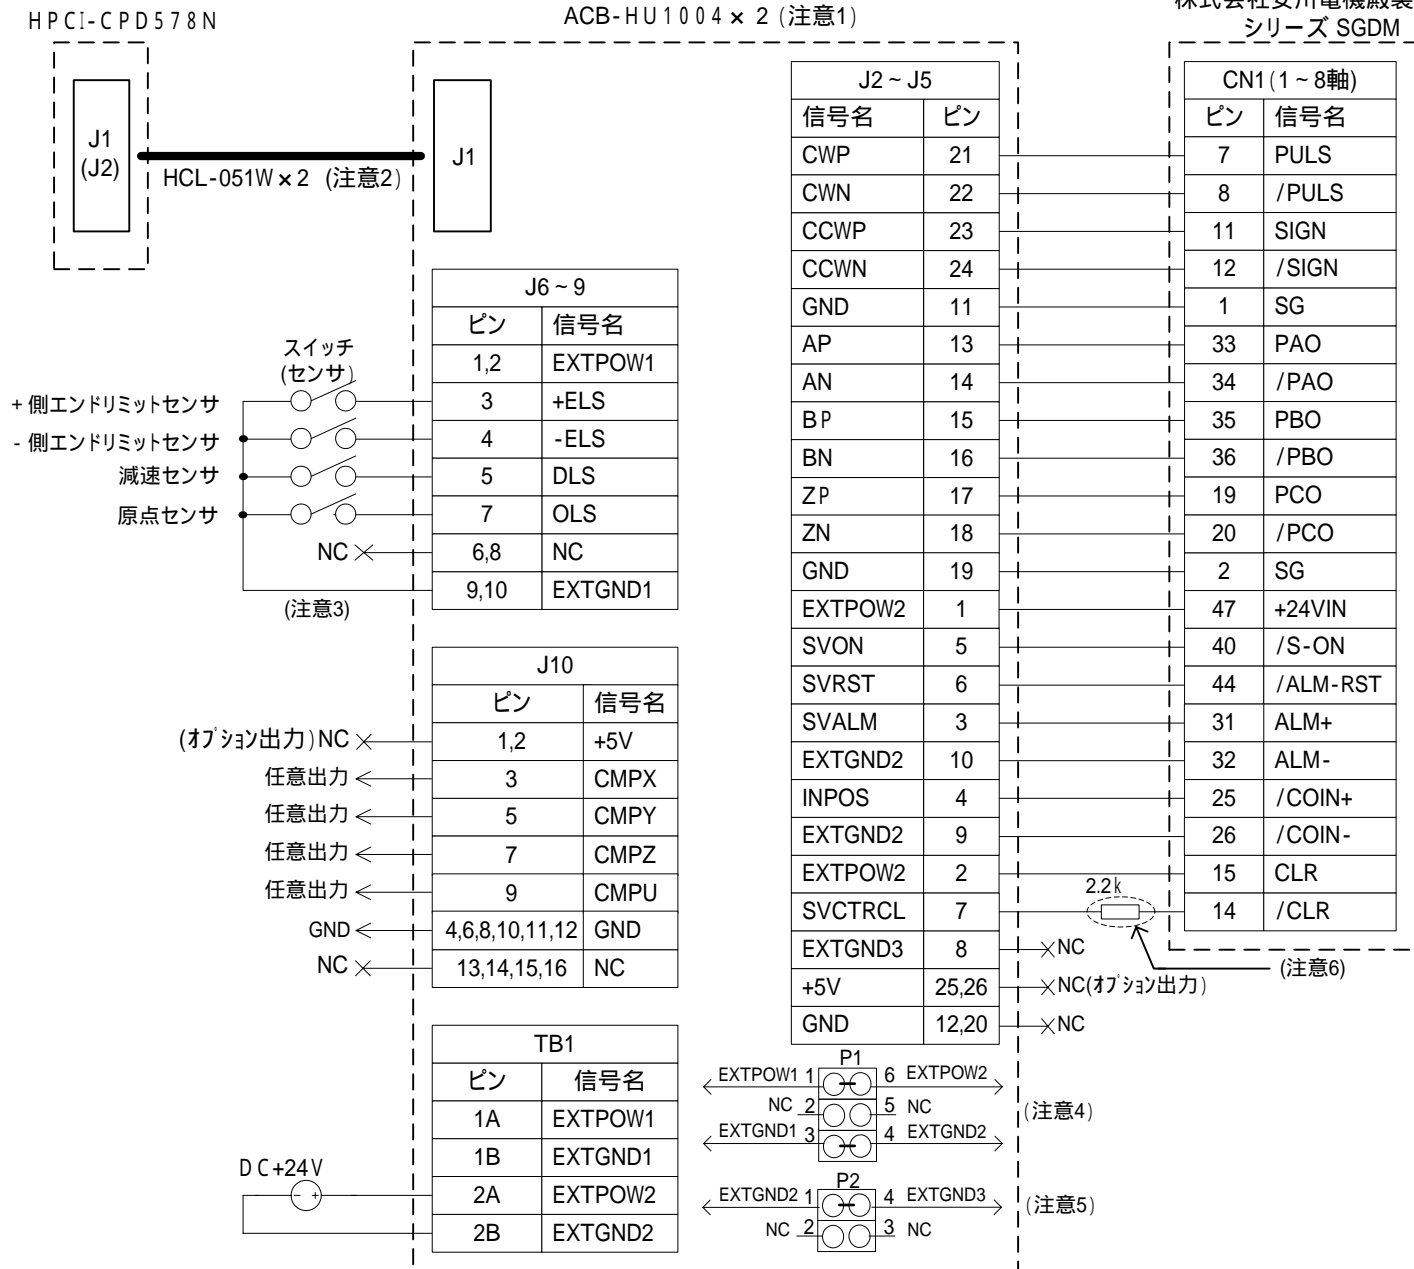 HPCI-CPD578N
ACB-HU1004×2(注意1)
株式会社安川電機殿製
シリーズ SGDM
J1
(J2)
HCL-051W×2 (注意2)
J1
J2~J5
信号名 ピン
CWP 21
CWN 22
CCWP 23
CCWN 24
GND 11
AP 13
AN 14
BP 15
BN 16
ZP 17
ZN 18
GND 19
EXTPOW2 1
SVON 5
SVRST 6
SVALM 3
EXTGND2 10
INPOS 4
EXTGND2 9
EXTPOW2 2
SVCTRCL 7
EXTGND3 8
+5V 25,26
GND 12,20
NC
NC(オプション出力)
NC
2.2k
(注意6)
CN1(1~8軸)
ピン 信号名
7 PULS
8 /PULS
11 SIGN
12 /SIGN
1 SG
33 PAO
34 /PAO
35 PBO
36 /PBO
19 PCO
20 /PCO
2 SG
47 +24VIN
40 /S-ON
44 /ALM-RST
31 ALM+
32 ALM-
25 /COIN+
26 /COIN-
15 CLR
14 /CLR
スイッチ
(センサ)
+側エンドリミットセンサ
-側エンドリミットセンサ
減速センサ
原点センサ
NC
(注意3)
J6~9
ピン 信号名
1,2 EXTPOW1
3 +ELS
4 -ELS
5 DLS
7 OLS
6,8 NC
9,10 EXTGND1
(オプション出力)NC
任意出力
任意出力
任意出力
任意出力
GND
NC
J10
ピン 信号名
1,2 +5V
3 CMPX
5 CMPY
7 CMPZ
9 CMPU
4,6,8,10,11,12 GND
13,14,15,16 NC
TB1
ピン 信号名
1A EXTPOW1
1B EXTGND1
2A EXTPOW2
2B EXTGND2
DC+24V
- +
P1
EXTPOW1 1 6 EXTPOW2
NC 2 5 NC
EXTGND1 3 4 EXTGND2
(注意4)
P2
EXTGND2 1 4 EXTGND3
NC 2 3 NC
(注意5)